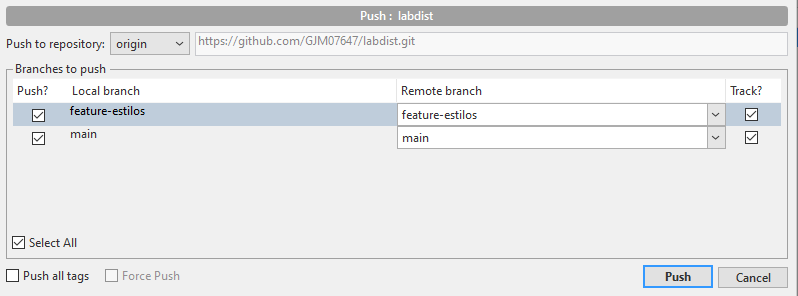 Push : labdist
Push to repository: origin https://github.com/GJM07647/labdist.git
Branches to push
Push? Local branch Remote branch Track?
feature-estilos feature-estilos
main main
Select All
Push all tags Force Push Push Cancel